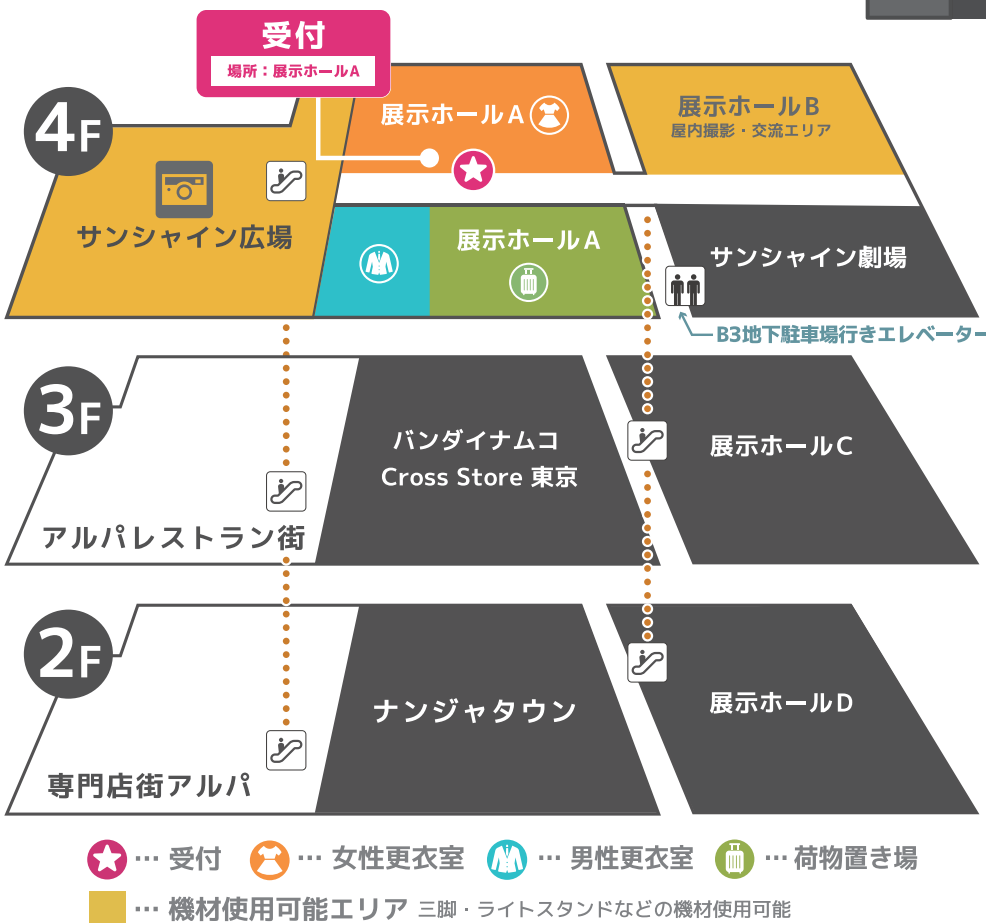 受付
場所：展示ホールA
4F
展示ホールA
展示ホールB
屋内撮影・交流エリア
サンシャイン広場
展示ホールA
サンシャイン劇場
B3地下駐車場行きエレベーター
3F
バンダイナムコ
Cross Store 東京
展示ホールC
アルパレストラン街
2F
ナンジャタウン
展示ホールD
専門店街アルパ
… 受付
… 女性更衣室
… 男性更衣室
… 荷物置き場
… 機材使用可能エリア 三脚・ライトスタンドなどの機材使用可能